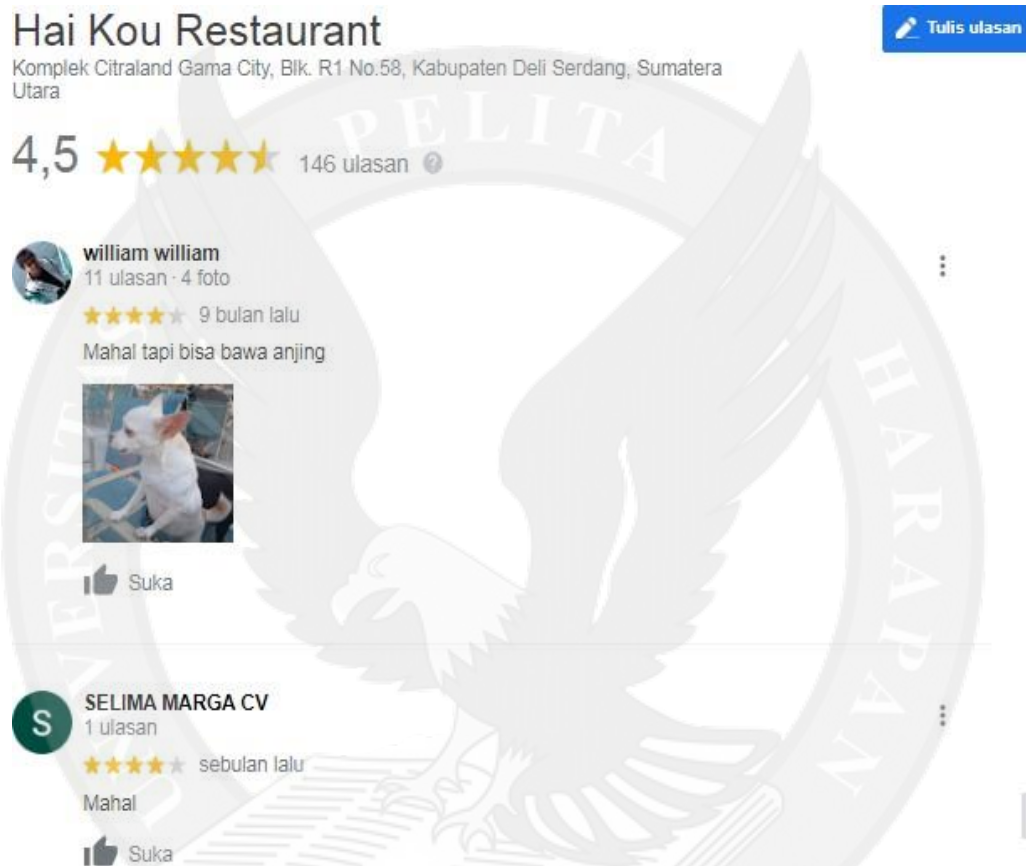 Hai Kou Restaurant
Tulis ulasan
Komplek Citraland Gama City, Blk. R1 No.58, Kabupaten Deli Serdang, Sumatera
Utara
4,5 146 ulasan ?
william william
11 ulasan · 4 foto
9 bulan lalu
Mahal tapi bisa bawa anjing
Suka
S
SELIMA MARGA CV
1 ulasan
sebulan lalu
Mahal
Suka
UNIVERSITAS PELITA HARAPAN